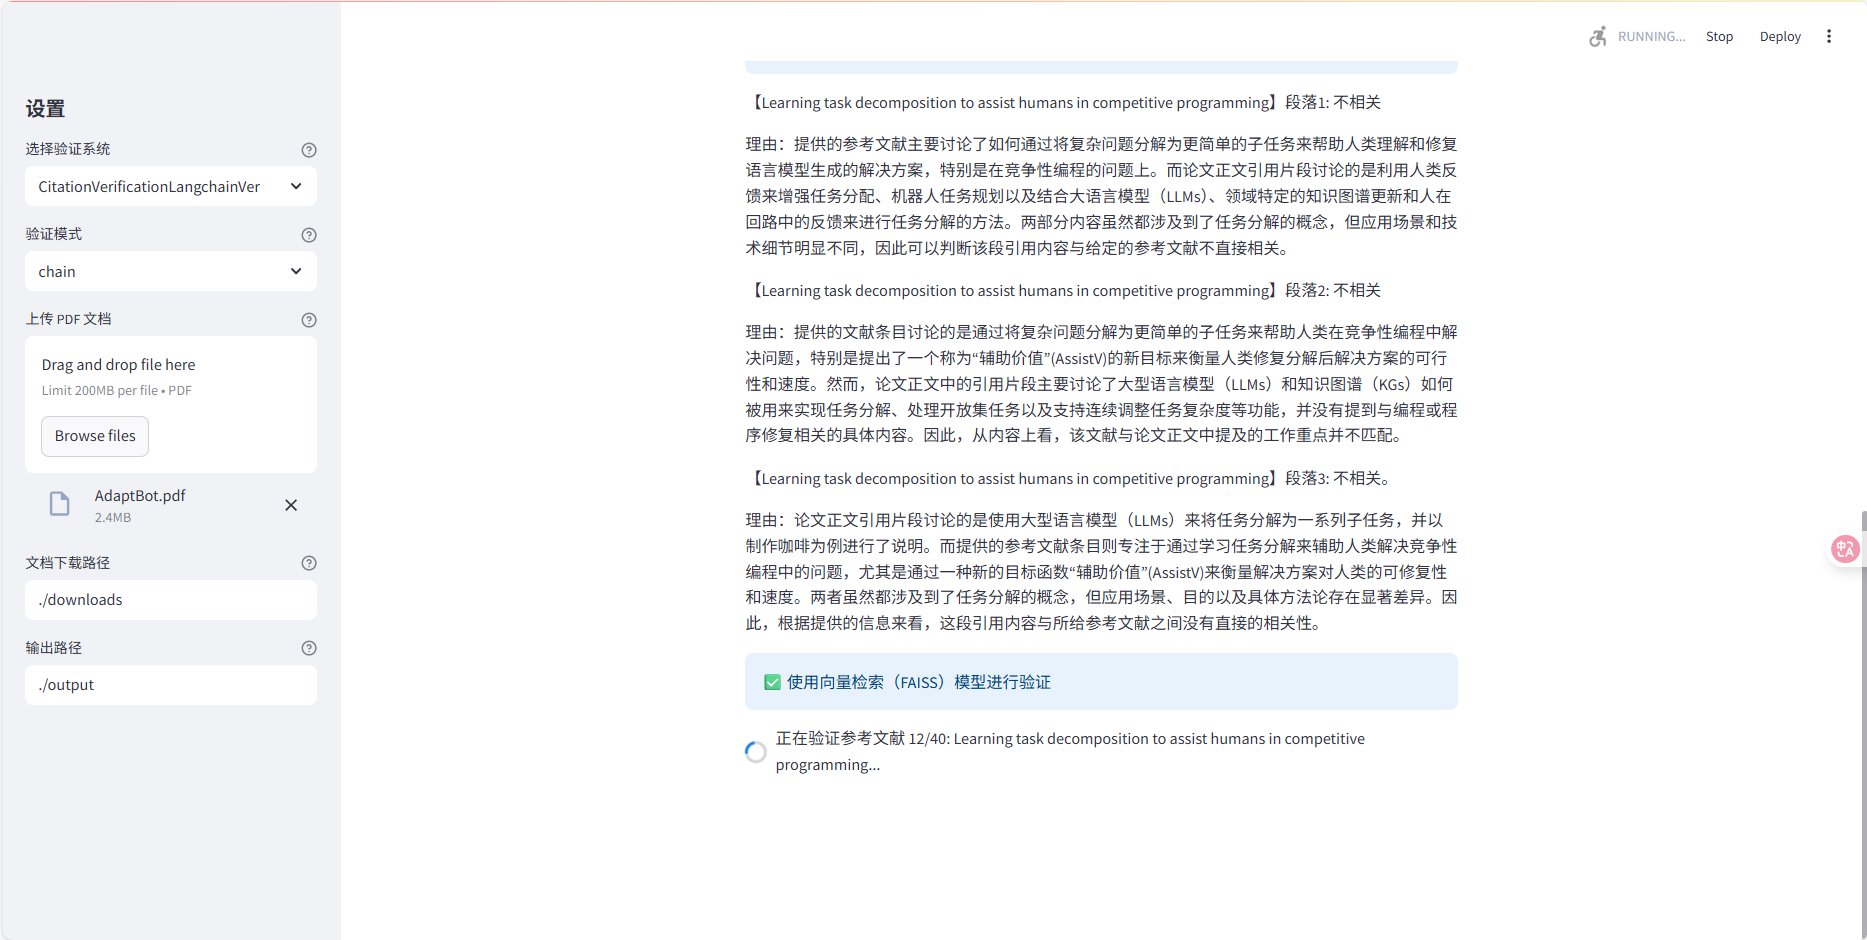 RUNNING...
Stop
Deploy
设置
选择验证系统
CitationVerificationLangchainVer
验证模式
chain
上传 PDF 文档
Drag and drop file here
Limit 200MB per file • PDF
Browse files
AdaptBot.pdf
2.4MB
文档下载路径
./downloads
输出路径
./output
【Learning task decomposition to assist humans in competitive programming】段落1: 不相关
理由：提供的参考文献主要讨论了如何通过将复杂问题分解为更简单的子任务来帮助人类理解和修复
语言模型生成的解决方案，特别是在竞争性编程的问题上。而论文正文引用片段讨论的是利用人类反
馈来增强任务分配、机器人任务规划以及结合大语言模型（LLMs）、领域特定的知识图谱更新和人在
回路中的反馈来进行任务分解的方法。两部分内容虽然都涉及到了任务分解的概念，但应用场景和技
术细节明显不同，因此可以判断该段引用内容与给定的参考文献不直接相关。
【Learning task decomposition to assist humans in competitive programming】段落2: 不相关
理由：提供的文献条目讨论的是通过将复杂问题分解为更简单的子任务来帮助人类在竞争性编程中解
决问题，特别是提出了一个称为“辅助价值”(AssistV)的新目标来衡量人类修复分解后解决方案的可行
性和速度。然而，论文正文中的引用片段主要讨论了大型语言模型（LLMs）和知识图谱（KGs）如何
被用来实现任务分解、处理开放集任务以及支持连续调整任务复杂度等功能，并没有提到与编程或程
序修复相关的具体内容。因此，从内容上看，该文献与论文正文中提及的工作重点并不匹配。
【Learning task decomposition to assist humans in competitive programming】段落3: 不相关。
理由：论文正文引用片段讨论的是使用大型语言模型（LLMs）来将任务分解为一系列子任务，并以
制作咖啡为例进行了说明。而提供的参考文献条目则专注于通过学习任务分解来辅助人类解决竞争性
编程中的问题，尤其是通过一种新的目标函数“辅助价值”(AssistV)来衡量解决方案对人类的可修复性
和速度。两者虽然都涉及到了任务分解的概念，但应用场景、目的以及具体方法论存在显著差异。因
此，根据提供的信息来看，这段引用内容与所给参考文献之间没有直接的相关性。
✅ 使用向量检索（FAISS）模型进行验证
正在验证参考文献 12/40: Learning task decomposition to assist humans in competitive
programming...
中A